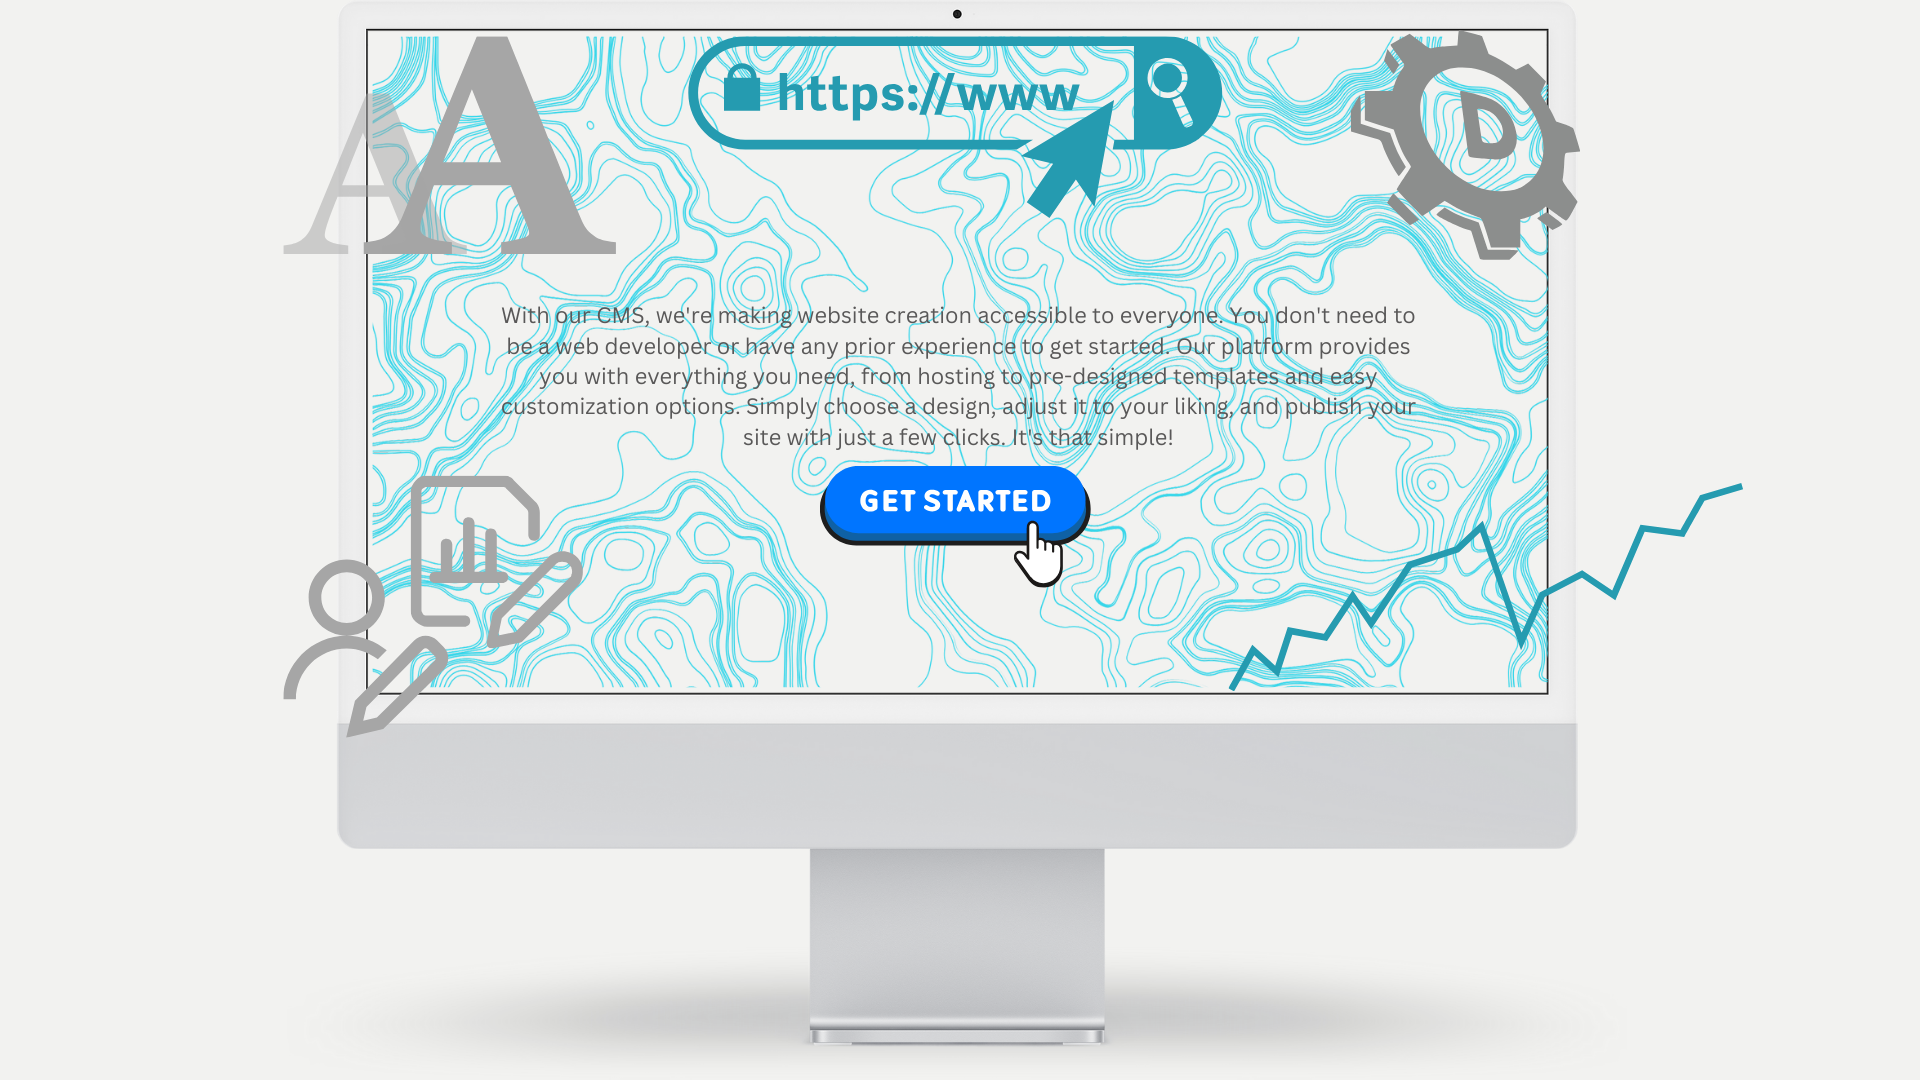 AA
https://www
D
With our CMS, we're making website creation accessible to everyone. You don't need to
be a web developer or have any prior experience to get started. Our platform provides
you with everything you need, from hosting to pre-designed templates and easy
customization options. Simply choose a design, adjust it to your liking, and publish your
site with just a few clicks. It's that simple!
GET STARTED